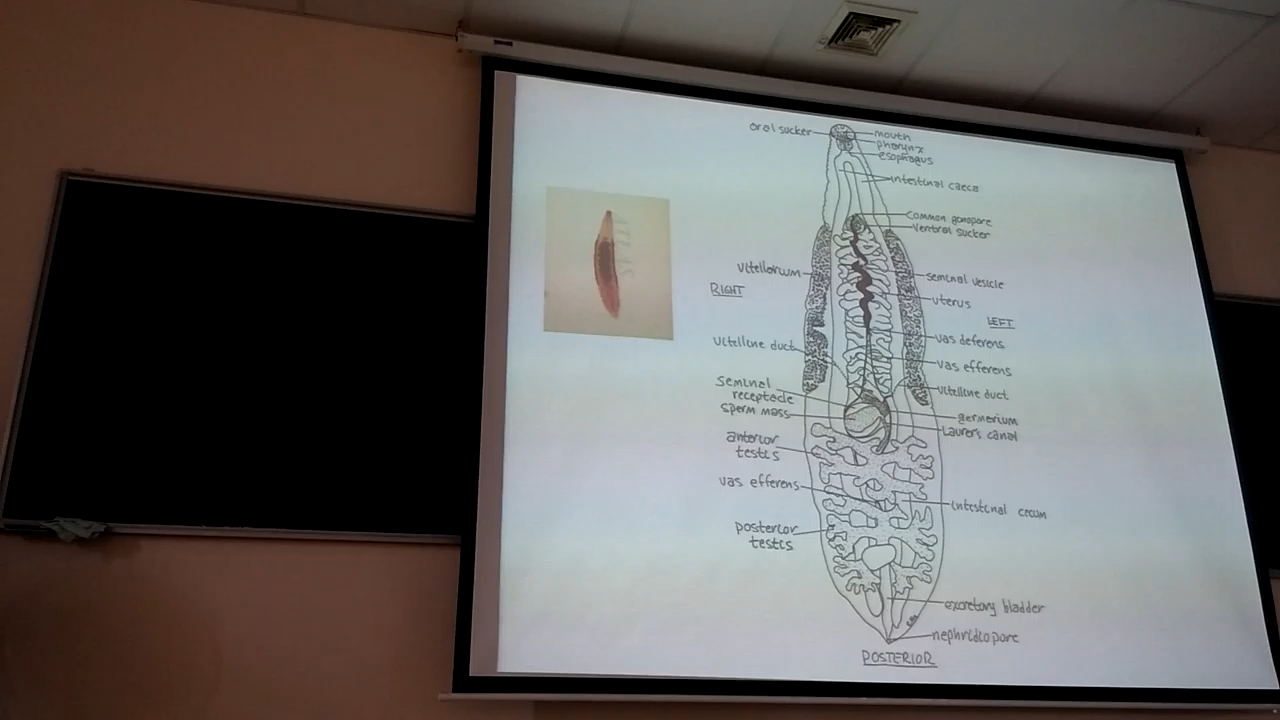 oral sucker
mouth
pharynx
esophagus
intestinal caeca
common gonopore
ventral sucker
vitellarium
seminal vesicle
RIGHT
uterus
LEFT
vas deferens
vitelline duct
vas efferens
seminal
receptacle
vitelline duct
sperm mass
germarium
Laurer's canal
anterior
testis
vas efferens
intestinal cecum
posterior
testis
excretory bladder
nephridiopore
POSTERIOR